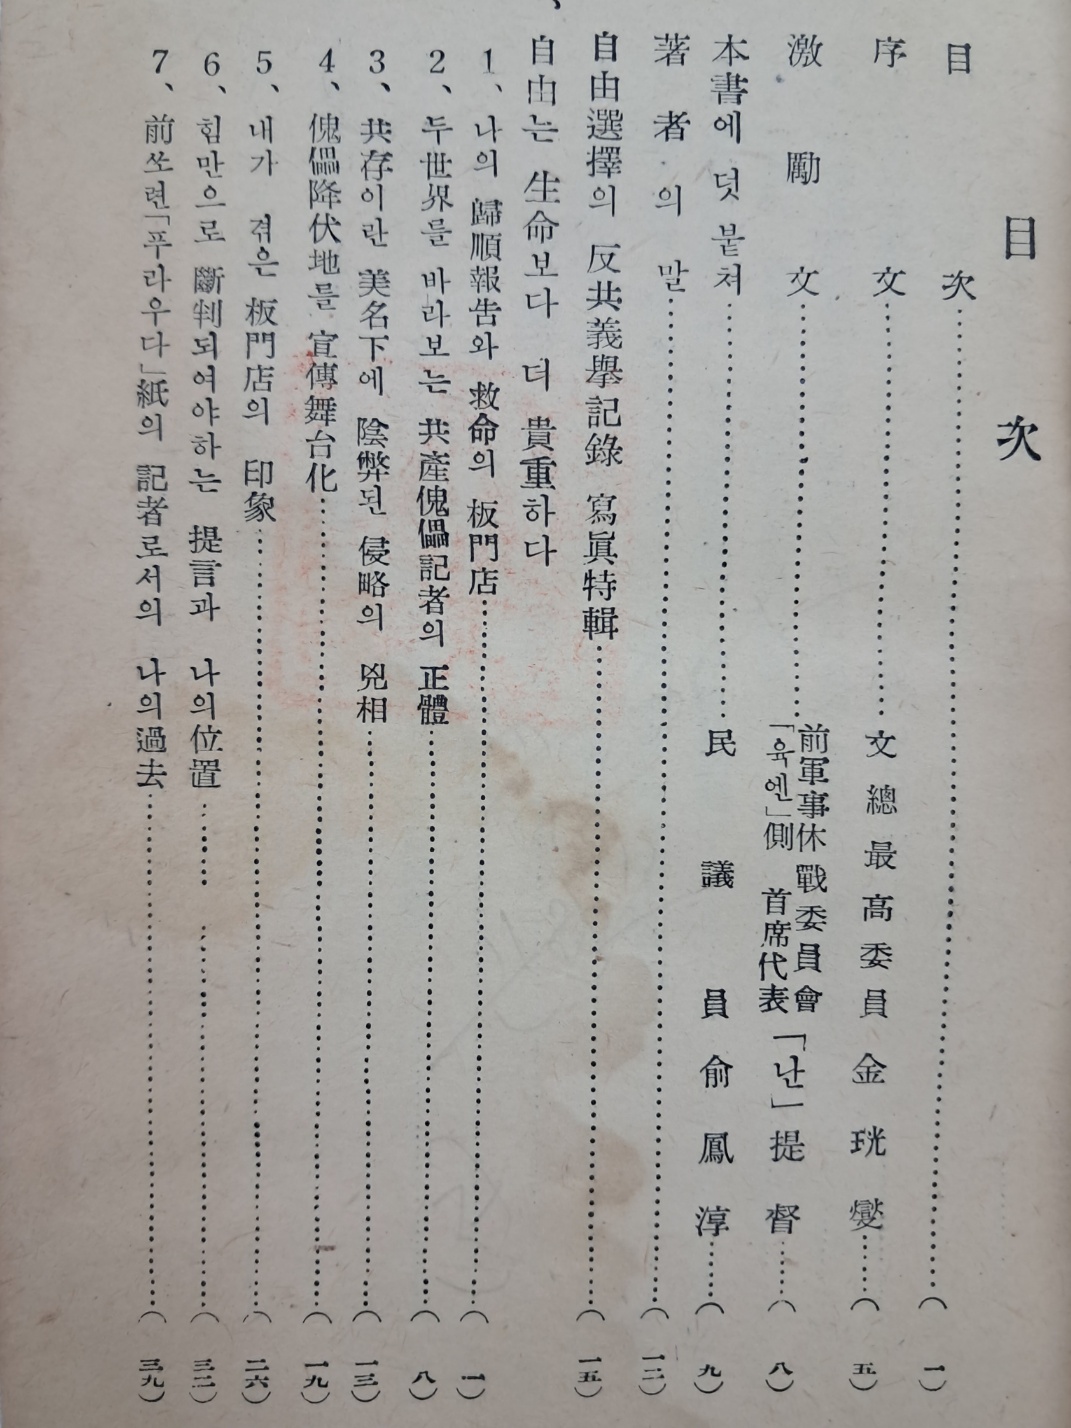 目次
目次……(一)
序文……文總最高委員 金珖燮……(五)
激勵文……前軍事休戰委員會「육엔」側 首席代表「난」提督……(八)
本書에 덧 붙쳐……民議員 俞鳳淳……(九)
著者의 말……(一二)
自由選擇의 反共義擧記錄 寫眞特輯……(一五)
自由는 生命보다 더 貴重하다
1、나의 歸順報告와 救命의 板門店……(一)
2、두世界를 바라보는 共產傀儡記者의 正體……(八)
3、共存이란 美名下에 陰弊된 侵略의 兇相……(一三)
4、傀儡降伏地를 宣傳舞台化……(一九)
5、내가 겪은 板門店의 印象……(二六)
6、힘만으로 斷判되여야하는 提言과 나의位置……(三二)
7、前쏘련「푸라우다」紙의 記者로서의 나의過去……(三九)